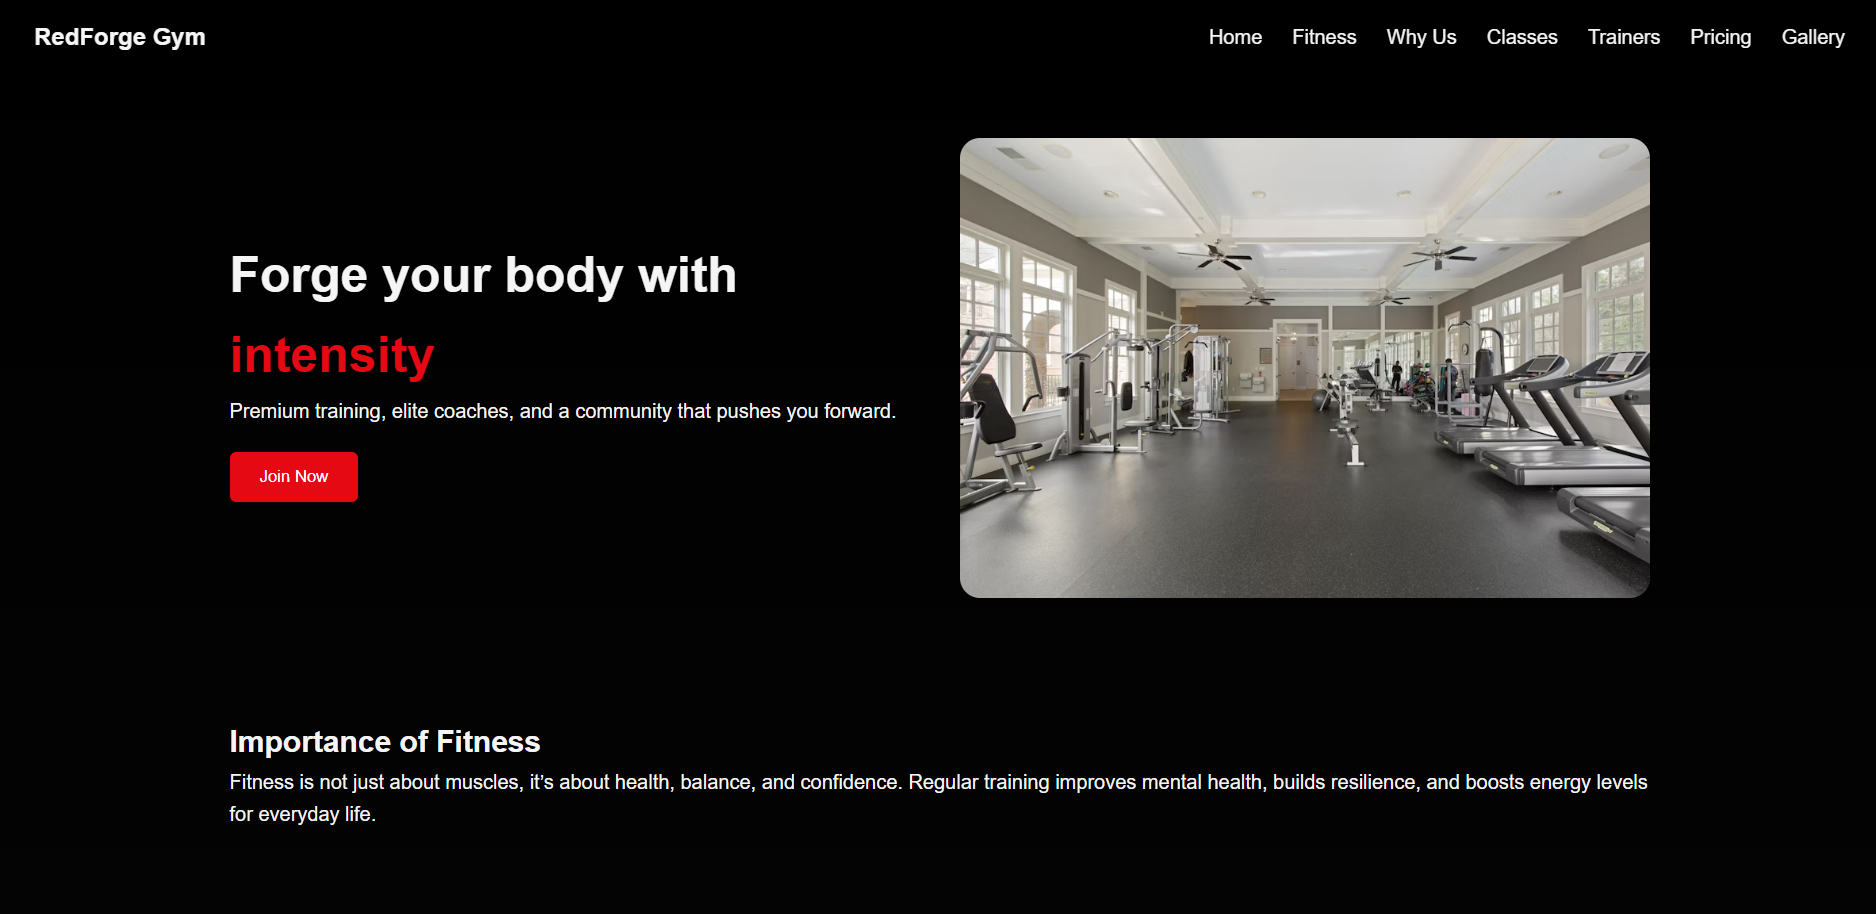 RedForge Gym
Home Fitness Why Us Classes Trainers Pricing Gallery
Forge your body with
intensity
Premium training, elite coaches, and a community that pushes you forward.
Join Now
Importance of Fitness
Fitness is not just about muscles, it’s about health, balance, and confidence. Regular training improves mental health, builds resilience, and boosts energy levels
for everyday life.